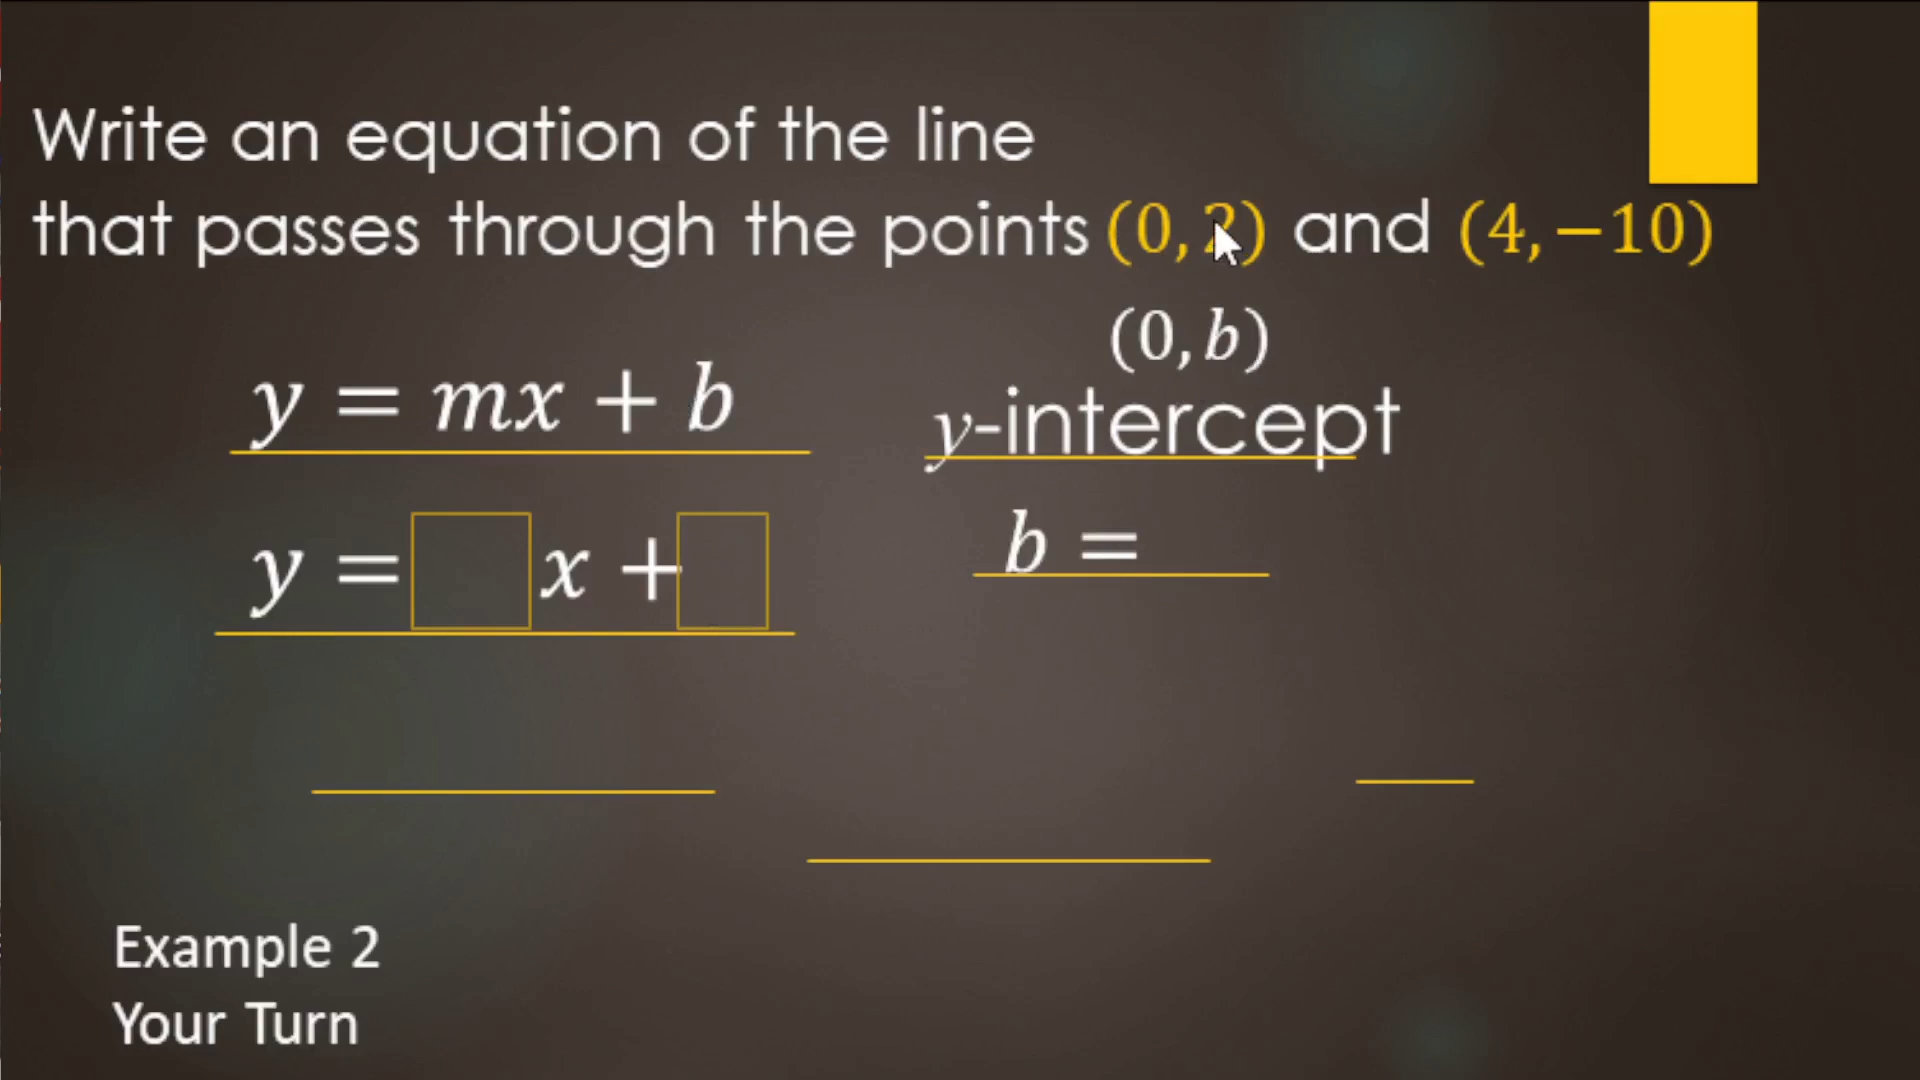 Write an equation of the line
that passes through the points (0, 2) and (4, −10)
(0, b)
y = mx + b
y-intercept
y = x +
b =
Example 2
Your Turn